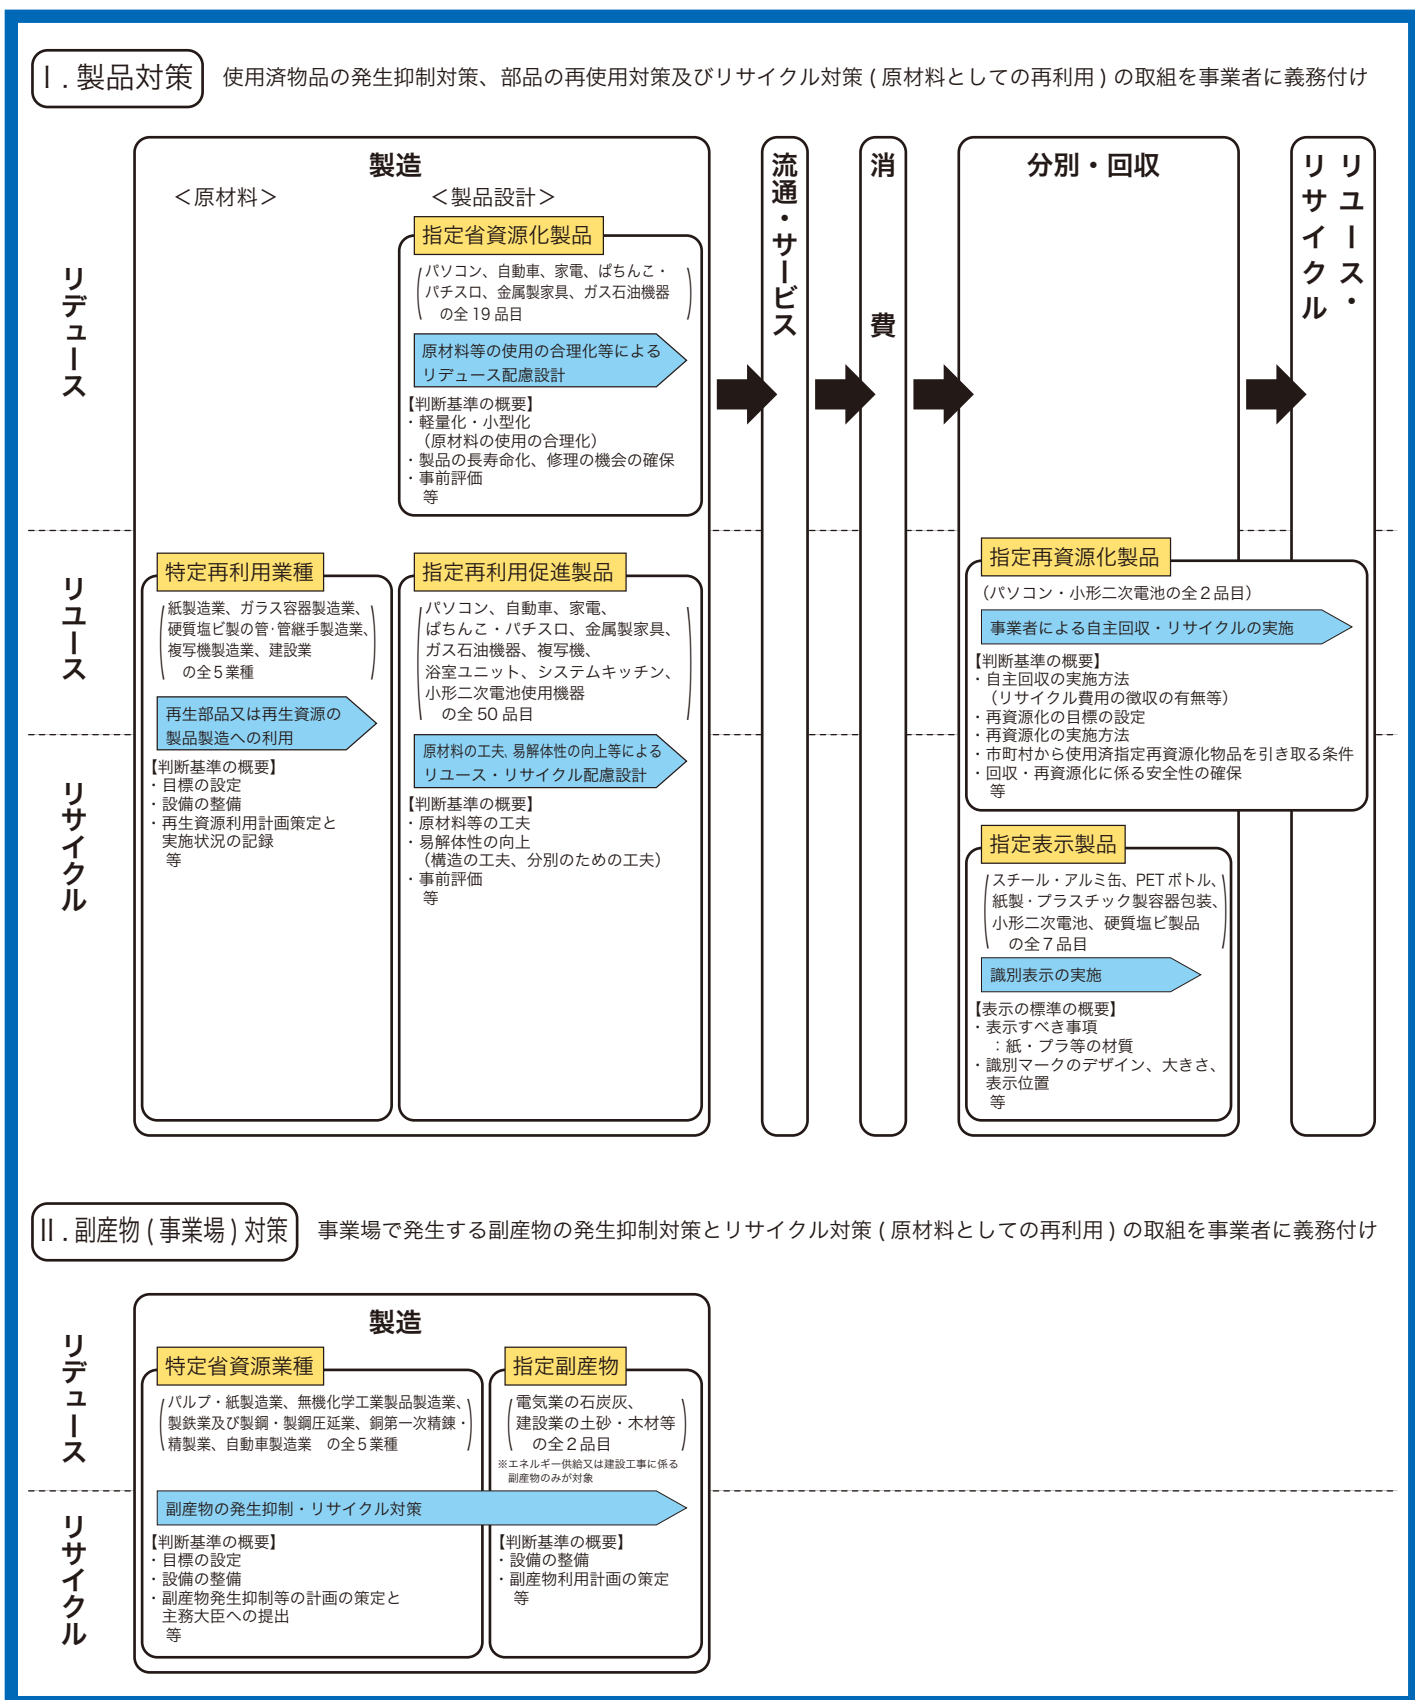 Ⅰ. 製品対策
使用済物品の発生抑制対策、部品の再使用対策及びリサイクル対策 ( 原材料としての再利用 ) の取組を事業者に義務付け
製造
＜原材料＞
＜製品設計＞
流通・サービス
消費
分別・回収
リユース・
リサイクル
リデュース
指定省資源化製品
パソコン、自動車、家電、ぱちんこ・
パチスロ、金属製家具、ガス石油機器
の全 19 品目
原材料等の使用の合理化等による
リデュース配慮設計
【判断基準の概要】
・軽量化・小型化
（原材料の使用の合理化）
・製品の長寿命化、修理の機会の確保
・事前評価
等
リユース
リサイクル
特定再利用業種
紙製造業、ガラス容器製造業、
硬質塩ビ製の管・管継手製造業、
複写機製造業、建設業
の全５業種
再生部品又は再生資源の
製品製造への利用
【判断基準の概要】
・目標の設定
・設備の整備
・再生資源利用計画策定と
実施状況の記録
等
指定再利用促進製品
パソコン、自動車、家電、
ぱちんこ・パチスロ、金属製家具、
ガス石油機器、複写機、
浴室ユニット、システムキッチン、
小形二次電池使用機器
の全 50 品目
原材料の工夫、易解体性の向上等による
リユース・リサイクル配慮設計
【判断基準の概要】
・原材料等の工夫
・易解体性の向上
（構造の工夫、分別のための工夫）
・事前評価
等
指定再資源化製品
（パソコン・小形二次電池の全２品目）
事業者による自主回収・リサイクルの実施
【判断基準の概要】
・自主回収の実施方法
（リサイクル費用の徴収の有無等）
・再資源化の目標の設定
・再資源化の実施方法
・市町村から使用済指定再資源化物品を引き取る条件
・回収・再資源化に係る安全性の確保
等
指定表示製品
スチール・アルミ缶、PET ボトル、
紙製・プラスチック製容器包装、
小形二次電池、硬質塩ビ製品
の全７品目
識別表示の実施
【表示の標準の概要】
・表示すべき事項
：紙・プラ等の材質
・識別マークのデザイン、大きさ、
表示位置
等
Ⅱ. 副産物 ( 事業場 ) 対策
事業場で発生する副産物の発生抑制対策とリサイクル対策 ( 原材料としての再利用 ) の取組を事業者に義務付け
製造
リデュース
リサイクル
特定省資源業種
パルプ・紙製造業、無機化学工業製品製造業、
製鉄業及び製鋼・製鋼圧延業、銅第一次精錬・
精製業、自動車製造業　の全５業種
指定副産物
電気業の石炭灰、
建設業の土砂・木材等
の全２品目
※エネルギー供給又は建設工事に係る
副産物のみが対象
副産物の発生抑制・リサイクル対策
【判断基準の概要】
・目標の設定
・設備の整備
・副産物発生抑制等の計画の策定と
主務大臣への提出
等
【判断基準の概要】
・設備の整備
・副産物利用計画の策定
等